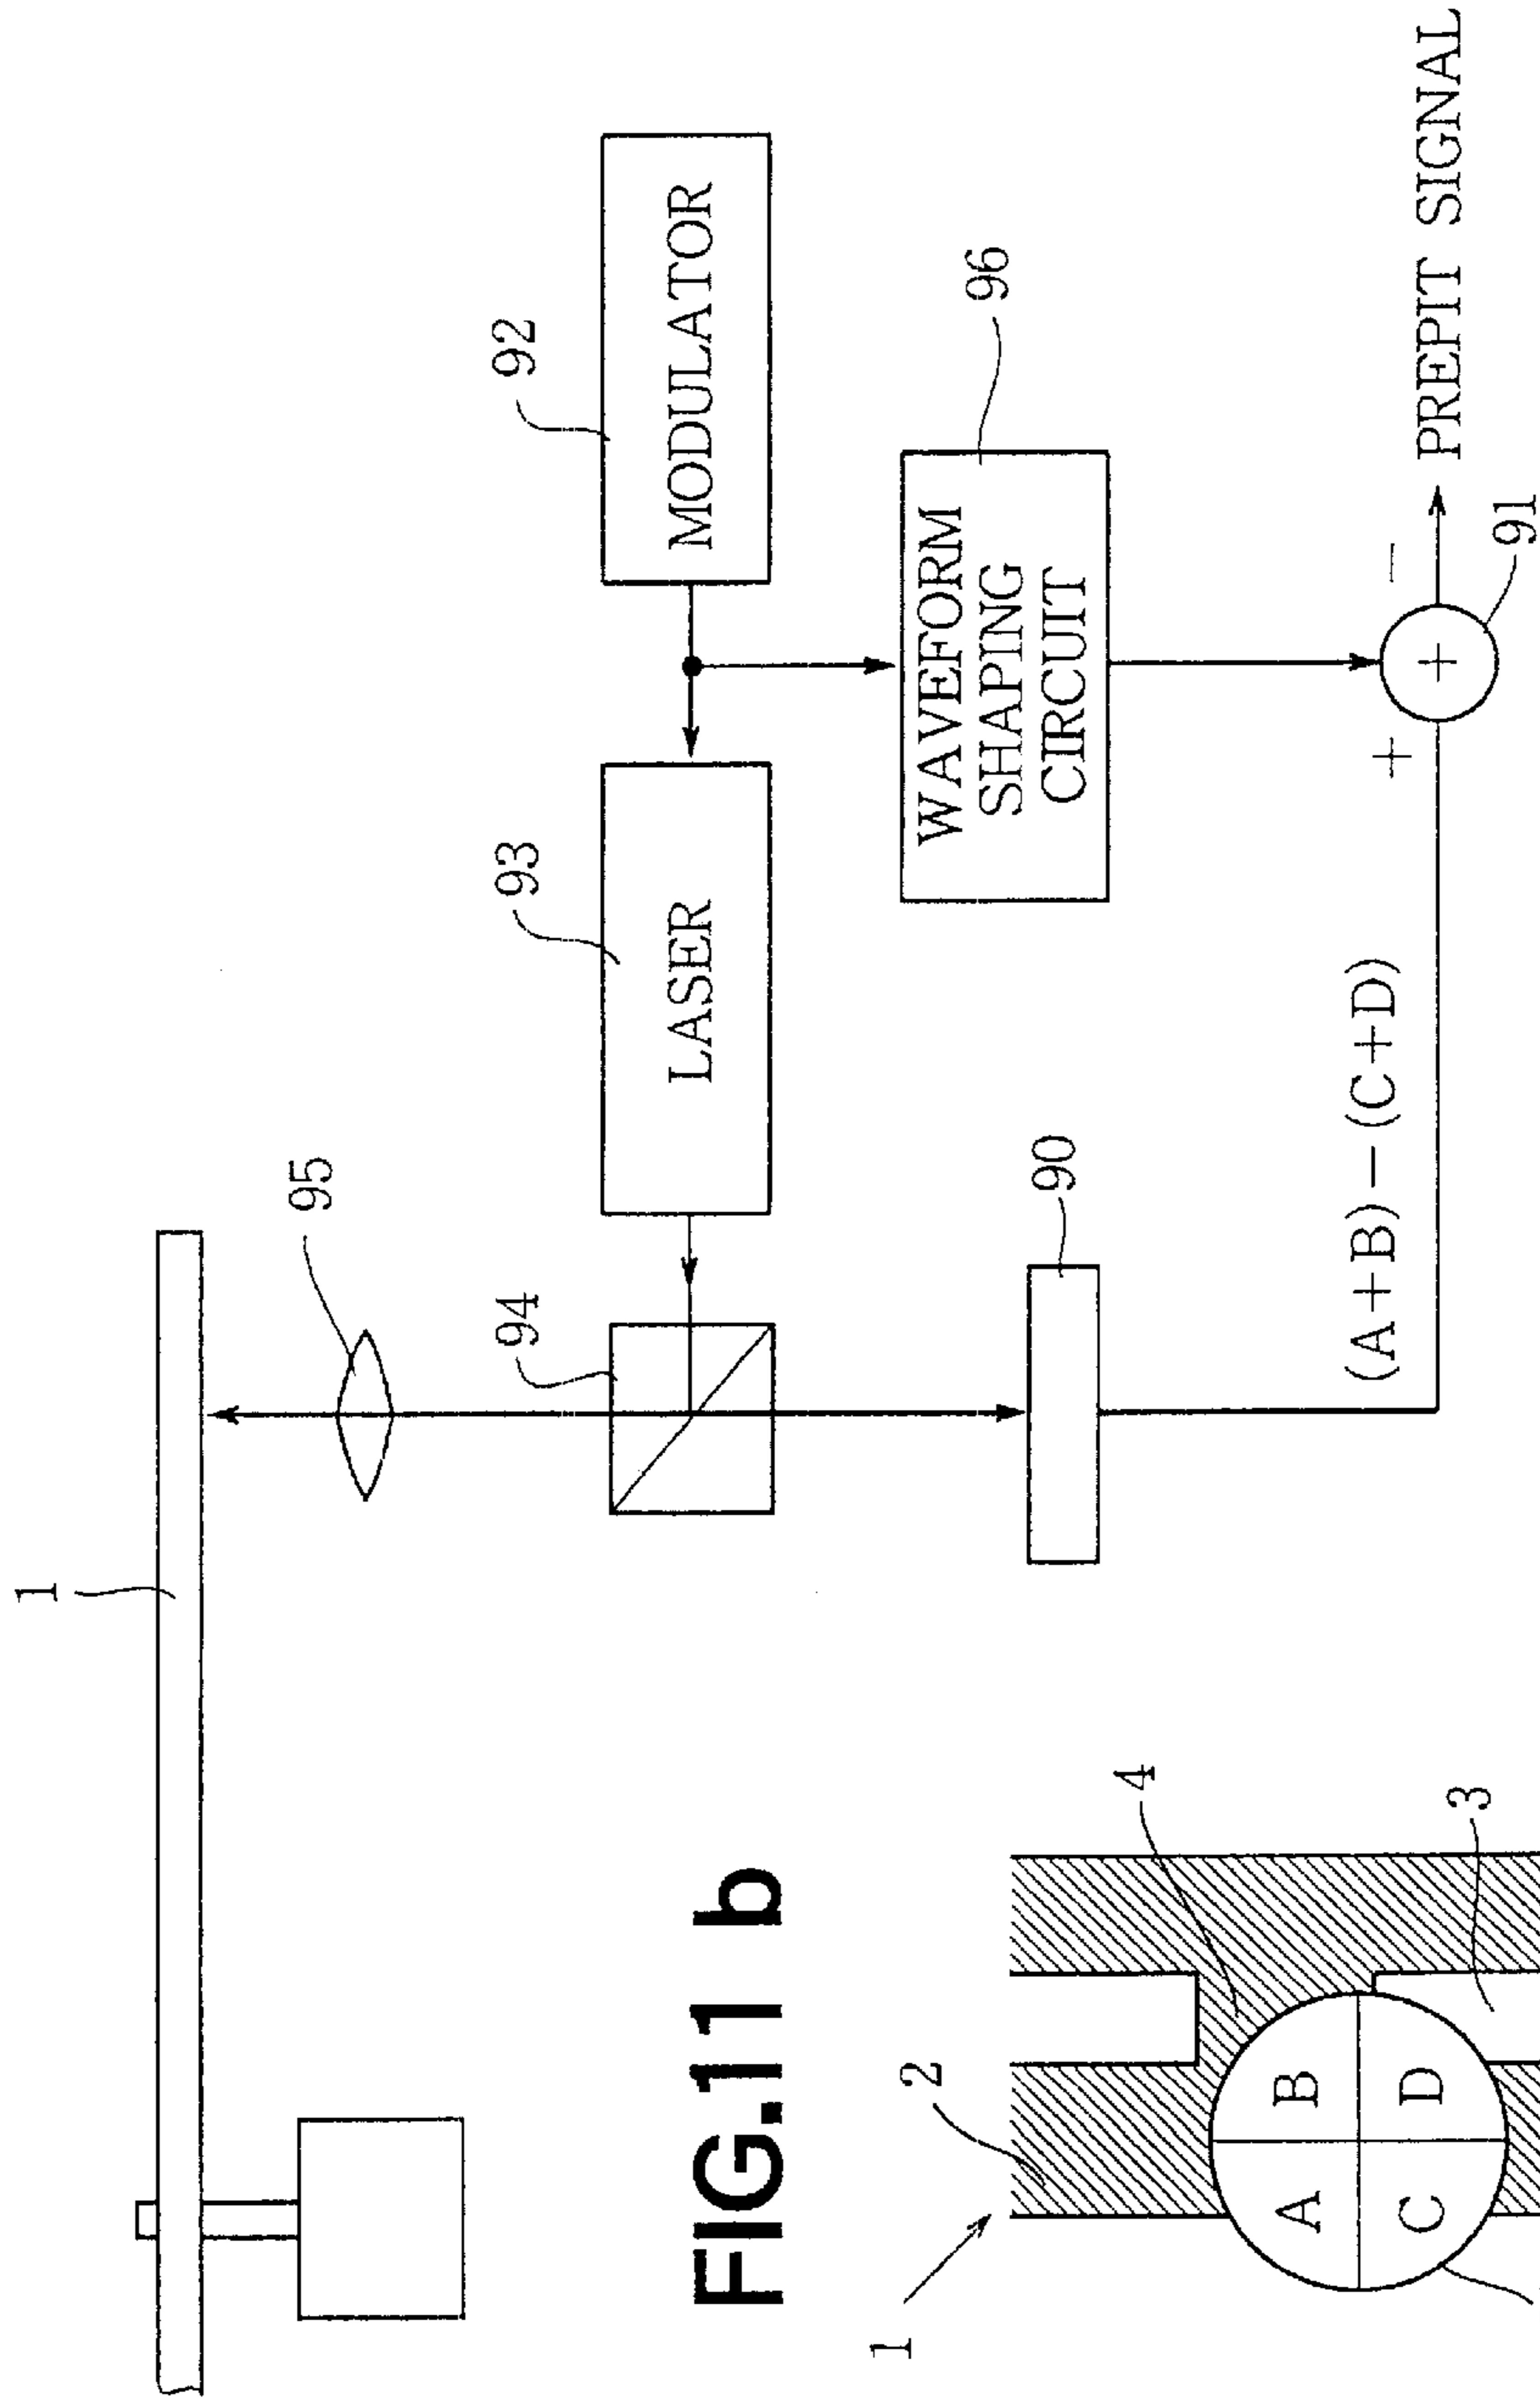 1
95
94
93
LASER
92
MODULATOR
96
WAVEFORM
SHAPING
CIRCUIT
90
(A+B)-(C+D)
+
+
-
91
PREPIT SIGNAL
FIG.11 b
1
2
4
3
A
B
C
D